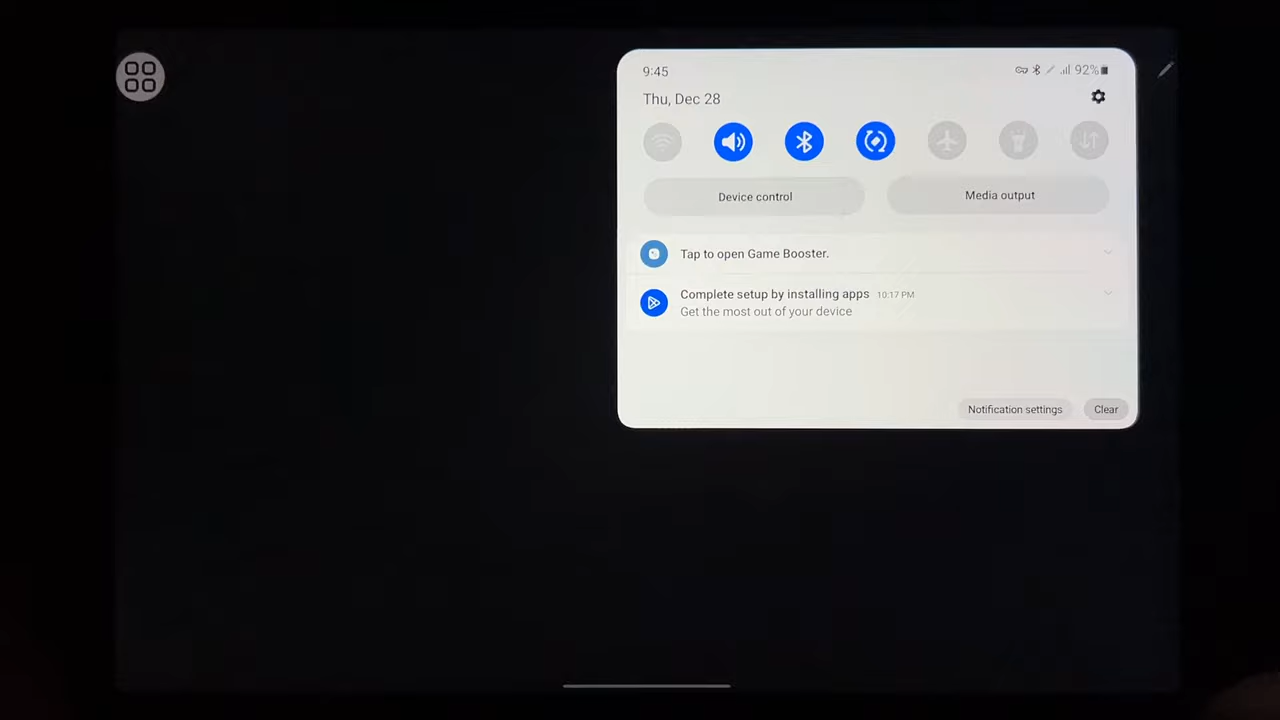 9:45
92%
Thu, Dec 28
Device control
Media output
Tap to open Game Booster.
Complete setup by installing apps 10:17 PM
Get the most out of your device
Notification settings
Clear